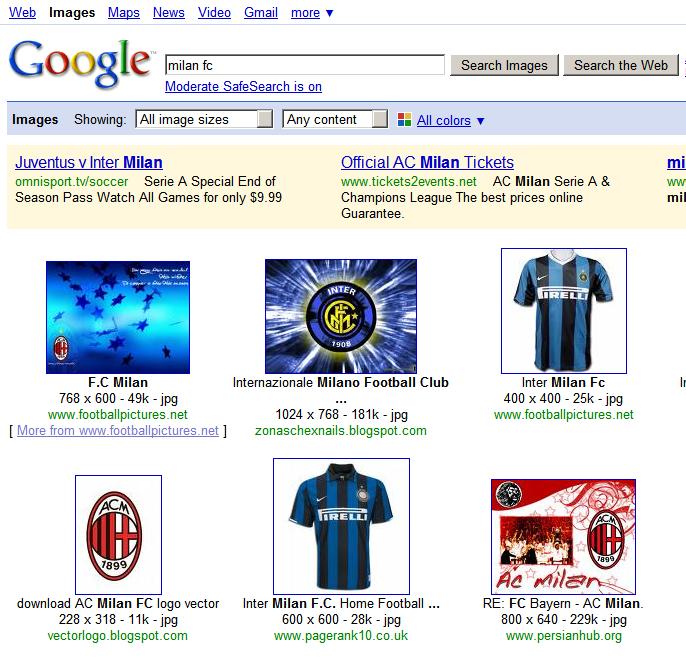 Web Images Maps News Video Gmail more ▼
Google™ milan fc Search Images Search the Web
Moderate SafeSearch is on
Images Showing: All image sizes Any content All colors ▼
Juventus v Inter Milan
omnisport.tv/soccer Serie A Special End of
Season Pass Watch All Games for only $9.99
Official AC Milan Tickets
www.tickets2events.net AC Milan Serie A &
Champions League The best prices online
Guarantee.
INTER
1908
PIRELLI
F.C Milan
768 x 600 - 49k - jpg
www.footballpictures.net
[ More from www.footballpictures.net ]
Internazionale Milano Football Club
...
1024 x 768 - 181k - jpg
zonaschexnails.blogspot.com
Inter Milan Fc
400 x 400 - 25k - jpg
www.footballpictures.net
ACM
1899
PIRELLI
ACM
1899
Ac milan
download AC Milan FC logo vector
228 x 318 - 11k - jpg
vectorlogo.blogspot.com
Inter Milan F.C. Home Football ...
600 x 600 - 28k - jpg
www.pagerank10.co.uk
RE: FC Bayern - AC Milan.
800 x 640 - 229k - jpg
www.persianhub.org